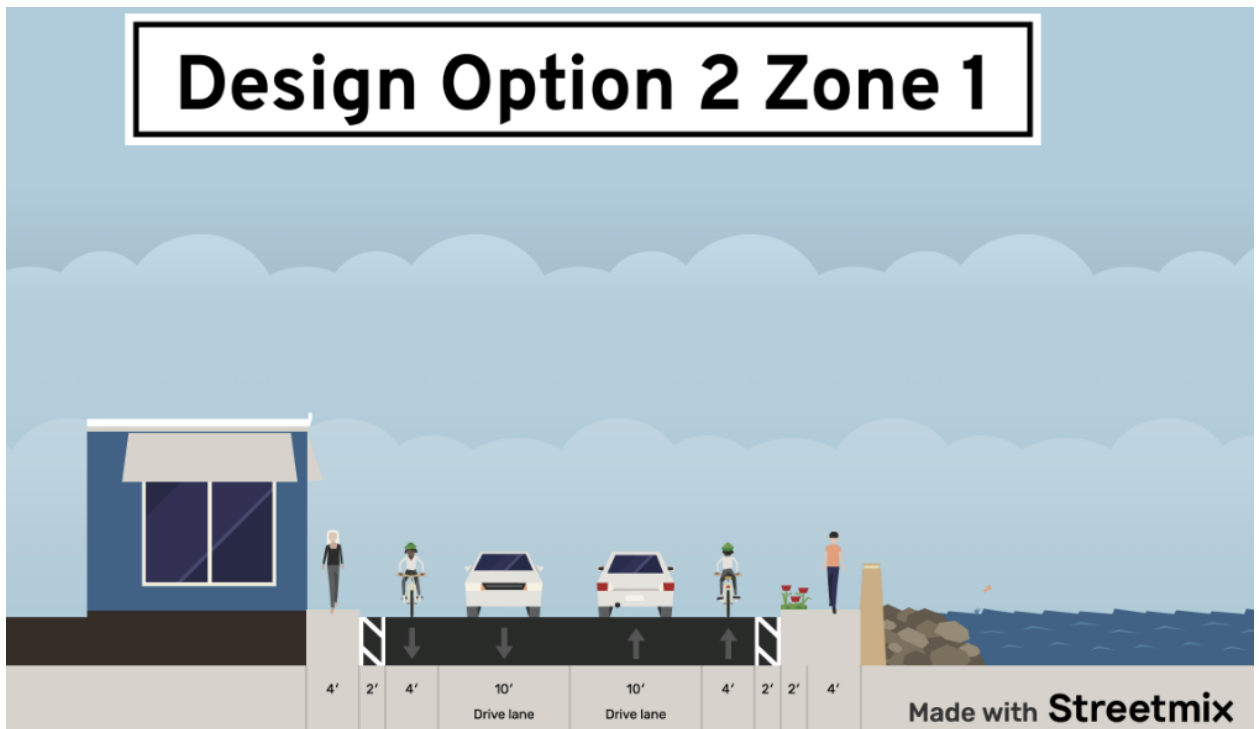 Design Option 2 Zone 1
4' 2' 4' 10' 10' 4' 2' 2' 4'
Drive lane Drive lane
Made with Streetmix